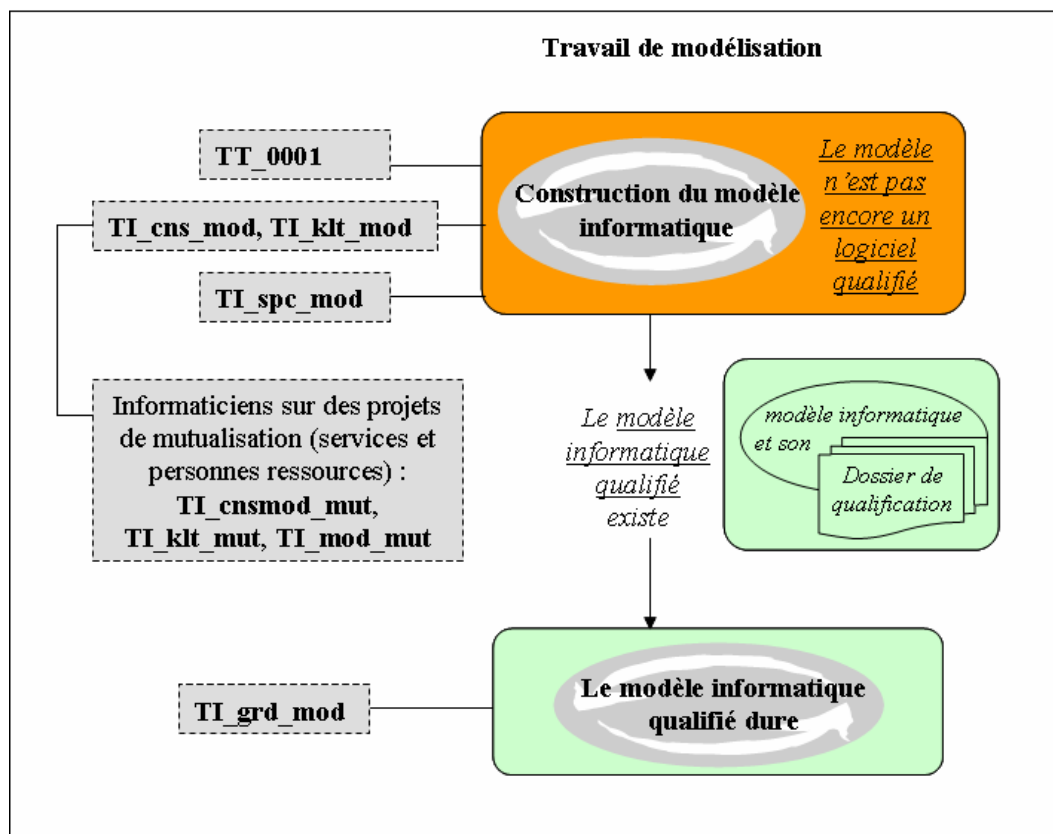 Travail de modélisation
TT_0001
TI_cns_mod, TI_klt_mod
TI_spc_mod
Construction du modèle
informatique
Le modèle
n'est pas
encore un
logiciel
qualifié
Informaticiens sur des projets
de mutualisation (services et
personnes ressources) :
TI_cnsmod_mut,
TI_klt_mut, TI_mod_mut
Le modèle
informatique
qualifié
existe
modèle informatique
et son
Dossier de
qualification
TI_grd_mod
Le modèle informatique
qualifié dure